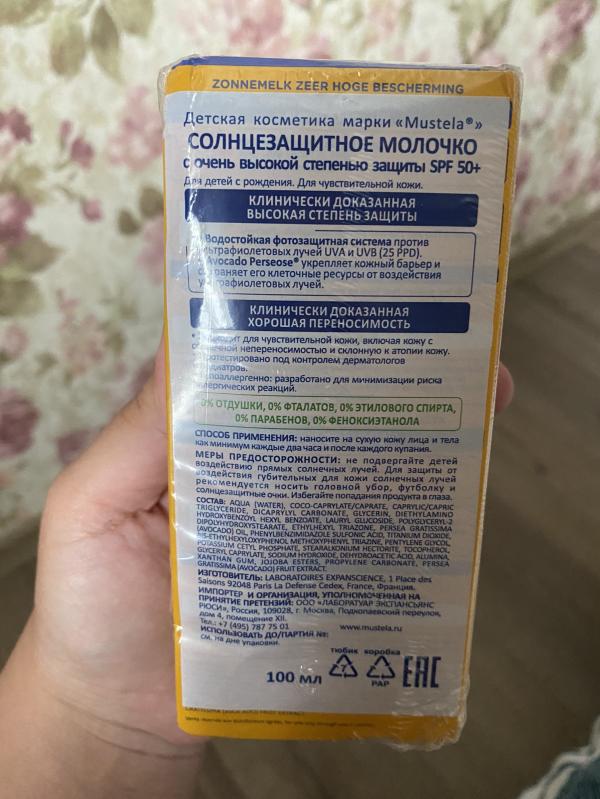 ZONNEMELK ZEER HOGE BESCHERMING
Детская косметика марки «Mustela®»
СОЛНЦЕЗАЩИТНОЕ МОЛОЧКО
с очень высокой степенью защиты SPF 50+
Для детей с рождения. Для чувствительной кожи.
КЛИНИЧЕСКИ ДОКАЗАННАЯ
ВЫСОКАЯ СТЕПЕНЬ ЗАЩИТЫ
Водостойкая фотозащитная система против
ультрафиолетовых лучей UVA и UVB (25 PPD).
Avocado Perseose® укрепляет кожный барьер и
сохраняет его клеточные ресурсы от воздействия
ультрафиолетовых лучей.
КЛИНИЧЕСКИ ДОКАЗАННАЯ
ХОРОШАЯ ПЕРЕНОСИМОСТЬ
для чувствительной кожи, включая кожу с
непереносимостью и склонную к атопии кожу.
Протестировано под контролем дерматологов
разработано для минимизации риска
аллергических реакций.
0% ОТДУШКИ, 0% ФТАЛАТОВ, 0% ЭТИЛОВОГО СПИРТА,
0% ПАРАБЕНОВ, 0% ФЕНОКСИЭТАНОЛА
СПОСОБ ПРИМЕНЕНИЯ: наносите на сухую кожу лица и тела
как минимум каждые два часа и после каждого купания.
МЕРЫ ПРЕДОСТОРОЖНОСТИ: не подвергайте детей
воздействию прямых солнечных лучей. Для защиты от
воздействия губительных для кожи солнечных лучей
рекомендуется носить головной убор, футболку и
солнцезащитные очки. Избегайте попадания продукта в глаза.
СОСТАВ: AQUA (WATER), COCO-CAPRYLATE/CAPRATE, CAPRYLIC/CAPRIC
TRIGLYCERIDE, DICAPRYLYL CARBONATE, GLYCERIN, DIETHYLAMINO
HYDROXYBENZOYL HEXYL BENZOATE, LAURYL GLUCOSIDE, POLYGLYCERYL-2
DIPOLYHYDROXYSTEARATE, ETHYLHEXYL TRIAZONE, PERSEA GRATISSIMA
(AVOCADO) OIL, PHENYLBENZIMIDAZOLE SULFONIC ACID, TITANIUM DIOXIDE,
BIS-ETHYLHEXYLOXYPHENOL METHOXYPHENYL TRIAZINE, PENTYLENE GLYCOL,
POTASSIUM CETYL PHOSPHATE, STEARALKONIUM HECTORITE, TOCOPHEROL,
GLYCERYL CAPRYLATE, SODIUM HYDROXIDE, DEHYDROACETIC ACID, ALUMINA,
XANTHAN GUM, JOJOBA ESTERS, PROPYLENE CARBONATE, PERSEA
GRATISSIMA (AVOCADO) FRUIT EXTRACT.
ИЗГОТОВИТЕЛЬ: LABORATOIRES EXPANSCIENCE, 1 Place des
Saisons 92048 Paris La Defense Cedex, France, Франция.
ИМПОРТЕР И ОРГАНИЗАЦИЯ, УПОЛНОМОЧЕННАЯ НА
ПРИНЯТИЕ ПРЕТЕНЗИЙ: ООО «ЛАБОРАТУАР ЭКСПАНСЬЯНС
РЮСИ», Россия, 109028, г. Москва, Подкопаевский переулок,
дом 4, помещение XII.
Тел.: +7 (495) 787 75 01 www.mustela.ru
ИСПОЛЬЗОВАТЬ ДО/ПАРТИЯ №:
см. на дне упаковки.
тюбик коробка
100 мл
7
PAP
EAC